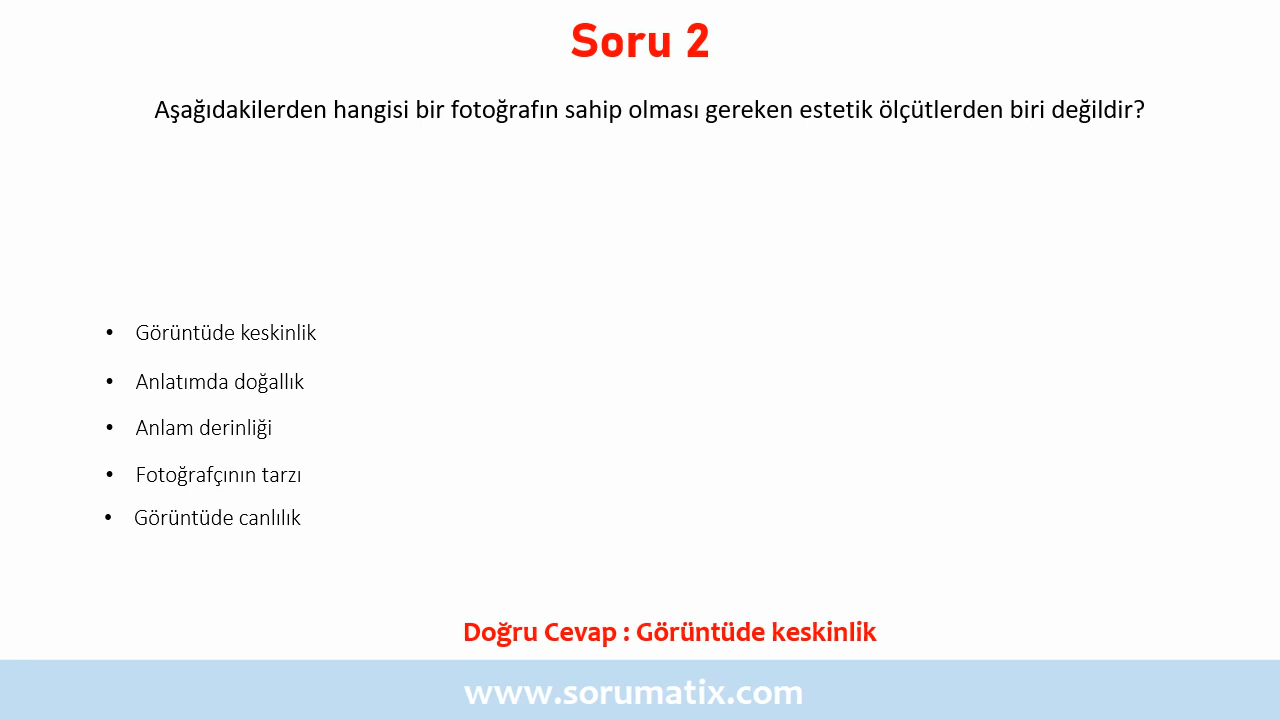 Soru 2
Aşağıdakilerden hangisi bir fotoğrafın sahip olması gereken estetik ölçütlerden biri değildir?
• Görüntüde keskinlik
• Anlatımda doğallık
• Anlam derinliği
• Fotoğrafçının tarzı
• Görüntüde canlılık
Doğru Cevap : Görüntüde keskinlik
www.sorumatix.com